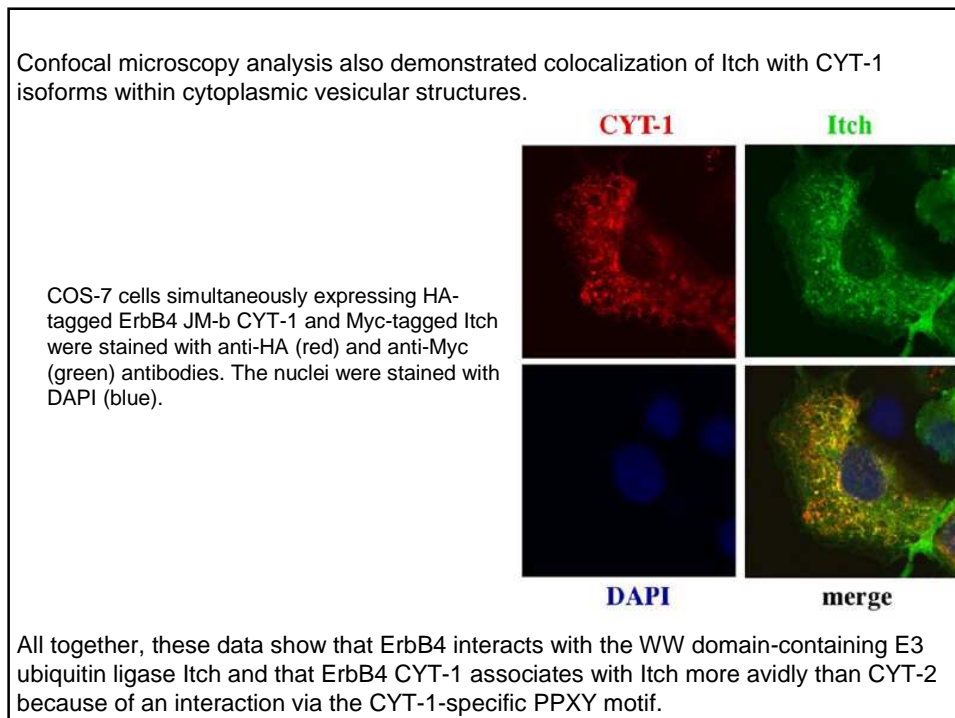 Confocal microscopy analysis also demonstrated colocalization of Itch with CYT-1
isoforms within cytoplasmic vesicular structures.
CYT-1
Itch
COS-7 cells simultaneously expressing HA-
tagged ErbB4 JM-b CYT-1 and Myc-tagged Itch
were stained with anti-HA (red) and anti-Myc
(green) antibodies. The nuclei were stained with
DAPI (blue).
DAPI
merge
All together, these data show that ErbB4 interacts with the WW domain-containing E3
ubiquitin ligase Itch and that ErbB4 CYT-1 associates with Itch more avidly than CYT-2
because of an interaction via the CYT-1-specific PPXY motif.